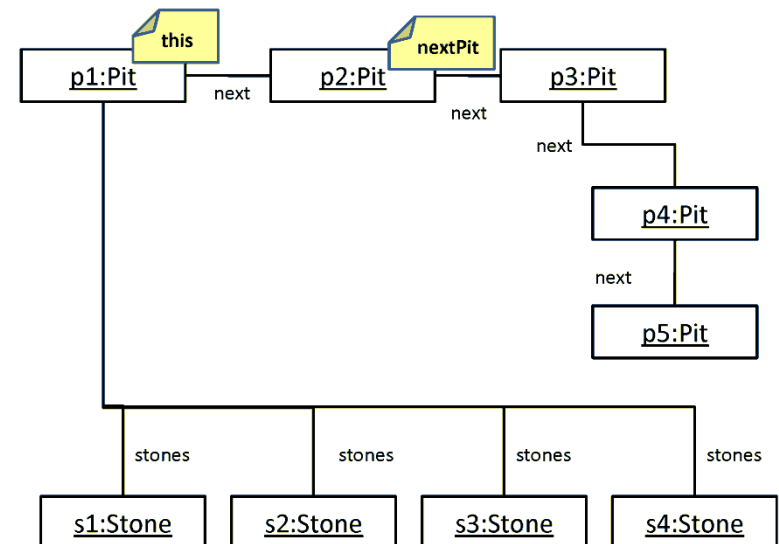 this
nextPit
p1:Pit
p2:Pit
p3:Pit
next
next
next
p4:Pit
next
p5:Pit
stones
stones
stones
stones
s1:Stone
s2:Stone
s3:Stone
s4:Stone